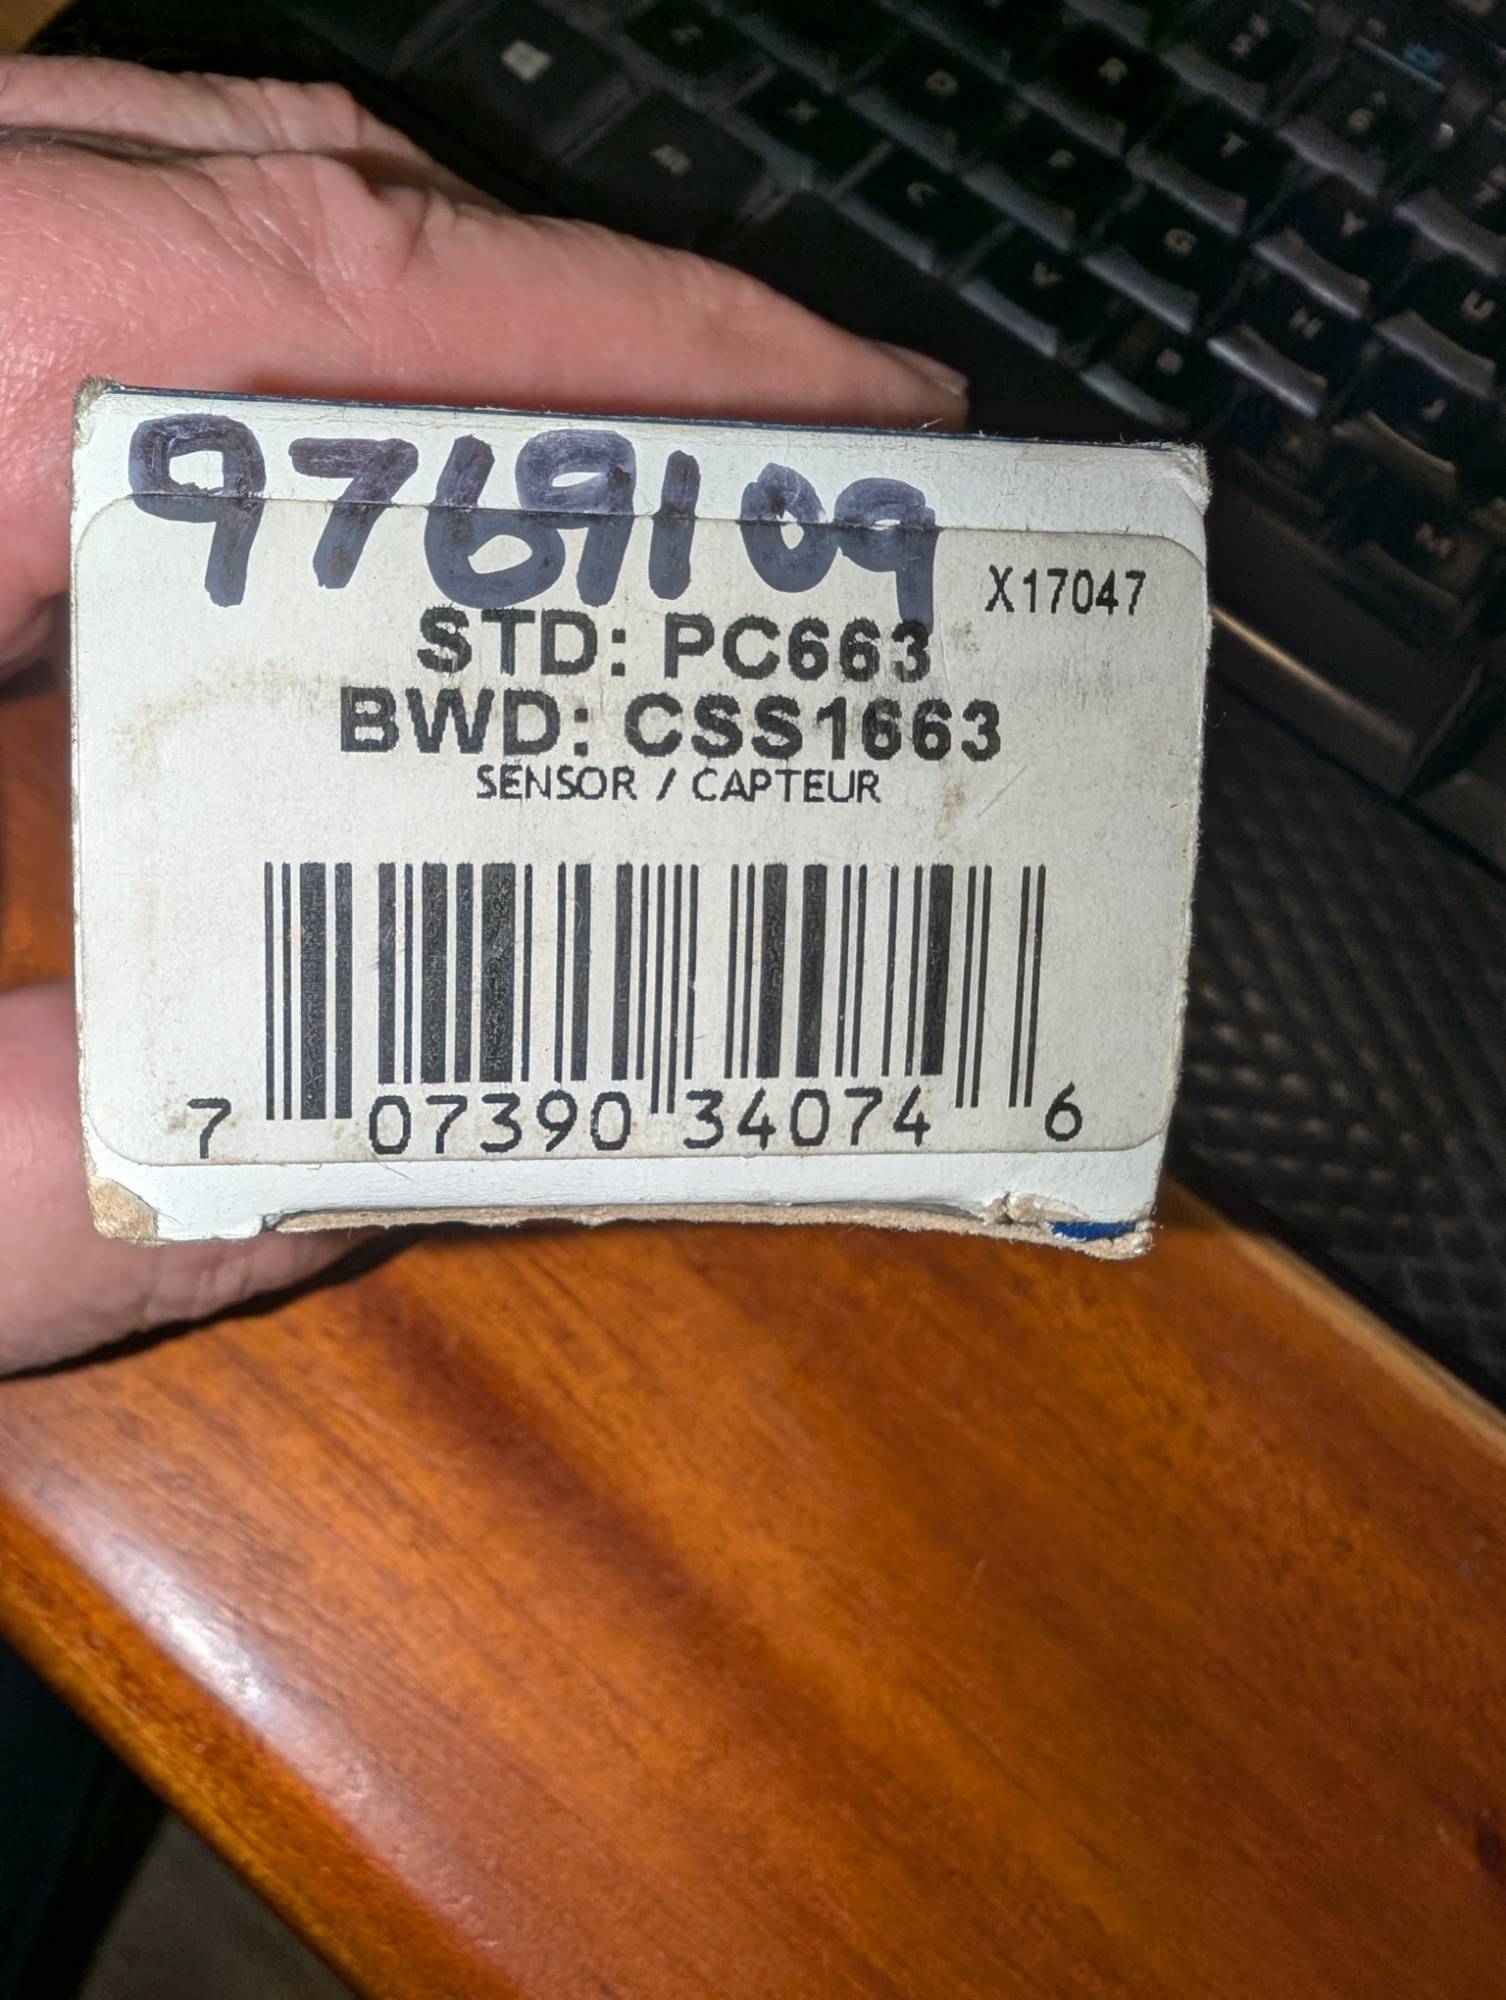 9769109
X17047
STD: PC663
BWD: CSS1663
SENSOR / CAPTEUR
7 07390 34074 6